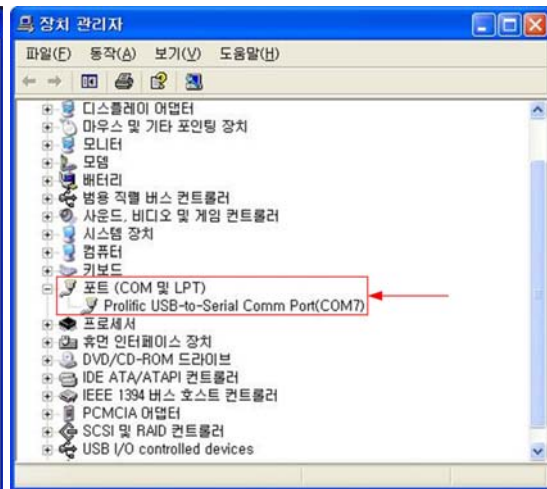 장치 관리자
파일(F) 동작(A) 보기(V) 도움말(H)
디스플레이 어댑터
마우스 및 기타 포인팅 장치
모니터
모뎀
배터리
범용 직렬 버스 컨트롤러
사운드, 비디오 및 게임 컨트롤러
시스템 장치
컴퓨터
키보드
포트 (COM 및 LPT)
Prolific USB-to-Serial Comm Port(COM7)
프로세서
휴먼 인터페이스 장치
DVD/CD-ROM 드라이브
IDE ATA/ATAPI 컨트롤러
IEEE 1394 버스 호스트 컨트롤러
PCMCIA 어댑터
SCSI 및 RAID 컨트롤러
USB I/O controlled devices